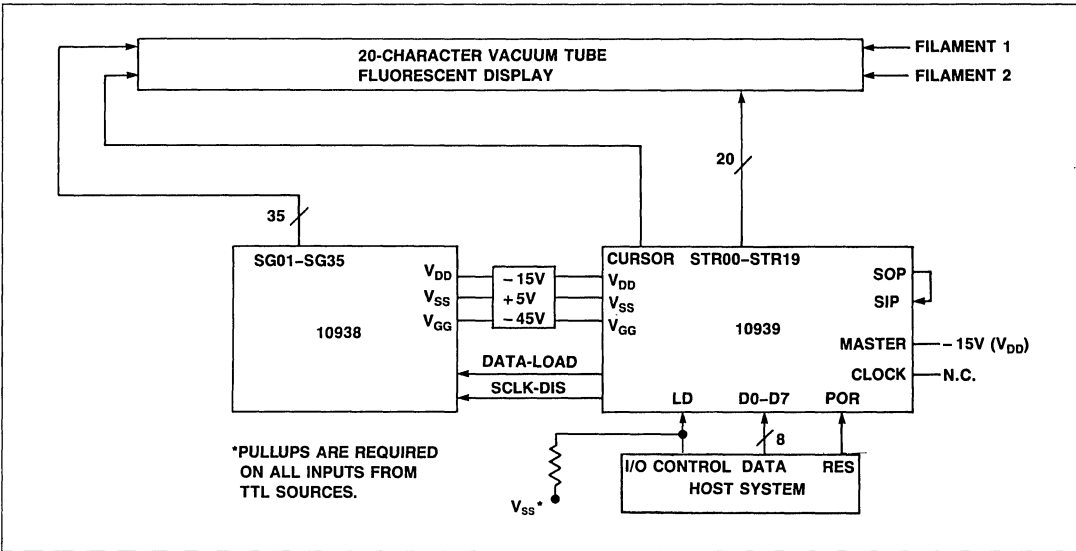 20-CHARACTER VACUUM TUBE
FLUORESCENT DISPLAY
FILAMENT 1
FILAMENT 2
20
35
SG01–SG35
10938
VDD
VSS
VGG
– 15V
+ 5V
– 45V
CURSOR STR00–STR19
VDD
VSS
VGG
10939
SOP
SIP
MASTER
– 15V (VDD)
CLOCK
N.C.
DATA-LOAD
SCLK-DIS
LD D0–D7 POR
8
*PULLUPS ARE REQUIRED
ON ALL INPUTS FROM
TTL SOURCES.
VSS*
I/O CONTROL DATA RES
HOST SYSTEM